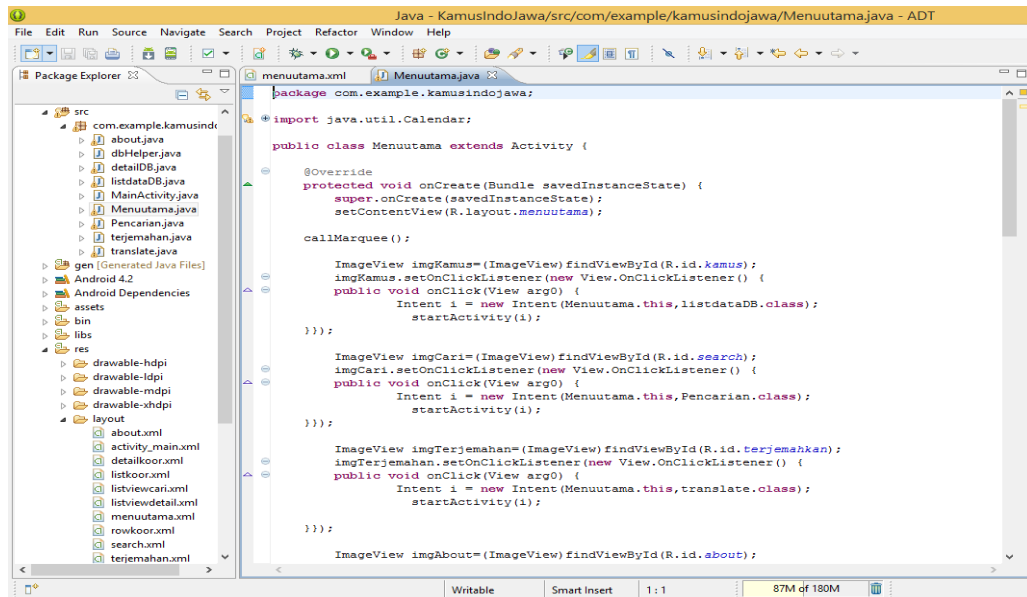 Java - KamusIndoJawa/src/com/example/kamusindojawa/Menuutama.java - ADT
File Edit Run Source Navigate Search Project Refactor Window Help
Package Explorer
src
com.example.kamusindo
about.java
dbHelper.java
detailDB.java
listdataDB.java
MainActivity.java
Menuutama.java
Pencarian.java
terjemahan.java
translate.java
gen [Generated Java Files]
Android 4.2
Android Dependencies
assets
bin
libs
res
drawable-hdpi
drawable-ldpi
drawable-mdpi
drawable-xhdpi
layout
about.xml
activity_main.xml
detailkoor.xml
listkoor.xml
listviewcari.xml
listviewdetail.xml
menuutama.xml
rowkoor.xml
search.xml
terjemahan.xml
menuutama.xml Menuutama.java
package com.example.kamusindojawa;
import java.util.Calendar;
public class Menuutama extends Activity {
@Override
protected void onCreate(Bundle savedInstanceState) {
super.onCreate(savedInstanceState);
setContentView(R.layout.menuutama);
callMarquee();
ImageView imgKamus=(ImageView)findViewById(R.id.kamus);
imgKamus.setOnClickListener(new View.OnClickListener() {
public void onClick(View arg0) {
Intent i = new Intent(Menuutama.this,listdataDB.class);
startActivity(i);
}});
ImageView imgCari=(ImageView)findViewById(R.id.search);
imgCari.setOnClickListener(new View.OnClickListener() {
public void onClick(View arg0) {
Intent i = new Intent(Menuutama.this,Pencarian.class);
startActivity(i);
}});
ImageView imgTerjemahan=(ImageView)findViewById(R.id.terjemahkan);
imgTerjemahan.setOnClickListener(new View.OnClickListener() {
public void onClick(View arg0) {
Intent i = new Intent(Menuutama.this,translate.class);
startActivity(i);
}});
ImageView imgAbout=(ImageView)findViewById(R.id.about);
Writable Smart Insert 1 : 1 87M of 180M